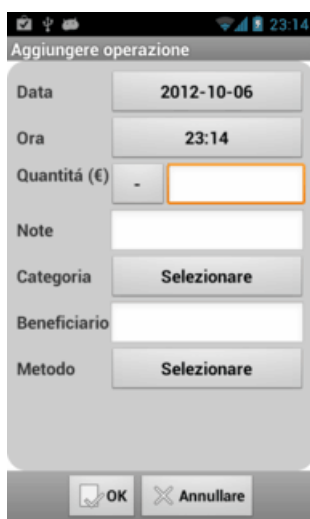 23:14
Aggiungere operazione
Data 2012-10-06
Ora 23:14
Quantitá (€) -
Note
Categoria Selezionare
Beneficiario
Metodo Selezionare
OK Annullare